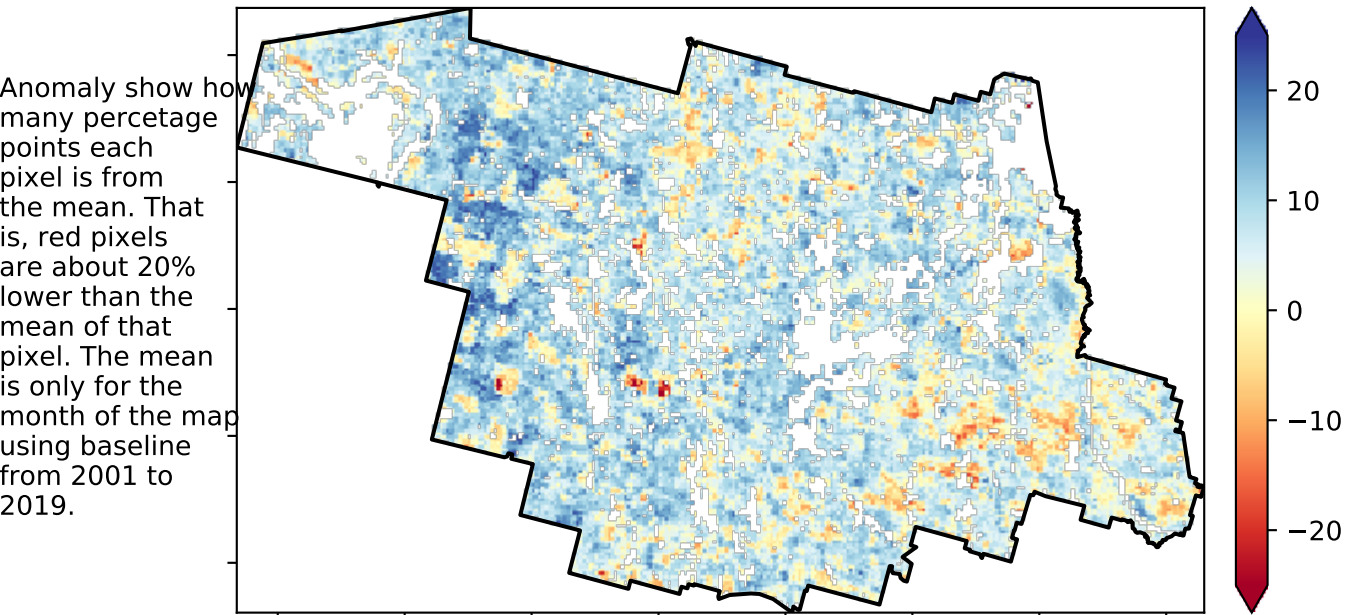 Anomaly show how
many percetage
points each
pixel is from
the mean. That
is, red pixels
are about 20%
lower than the
mean of that
pixel. The mean
is only for the
month of the map
using baseline
from 2001 to
2019.
20
10
0
−10
−20